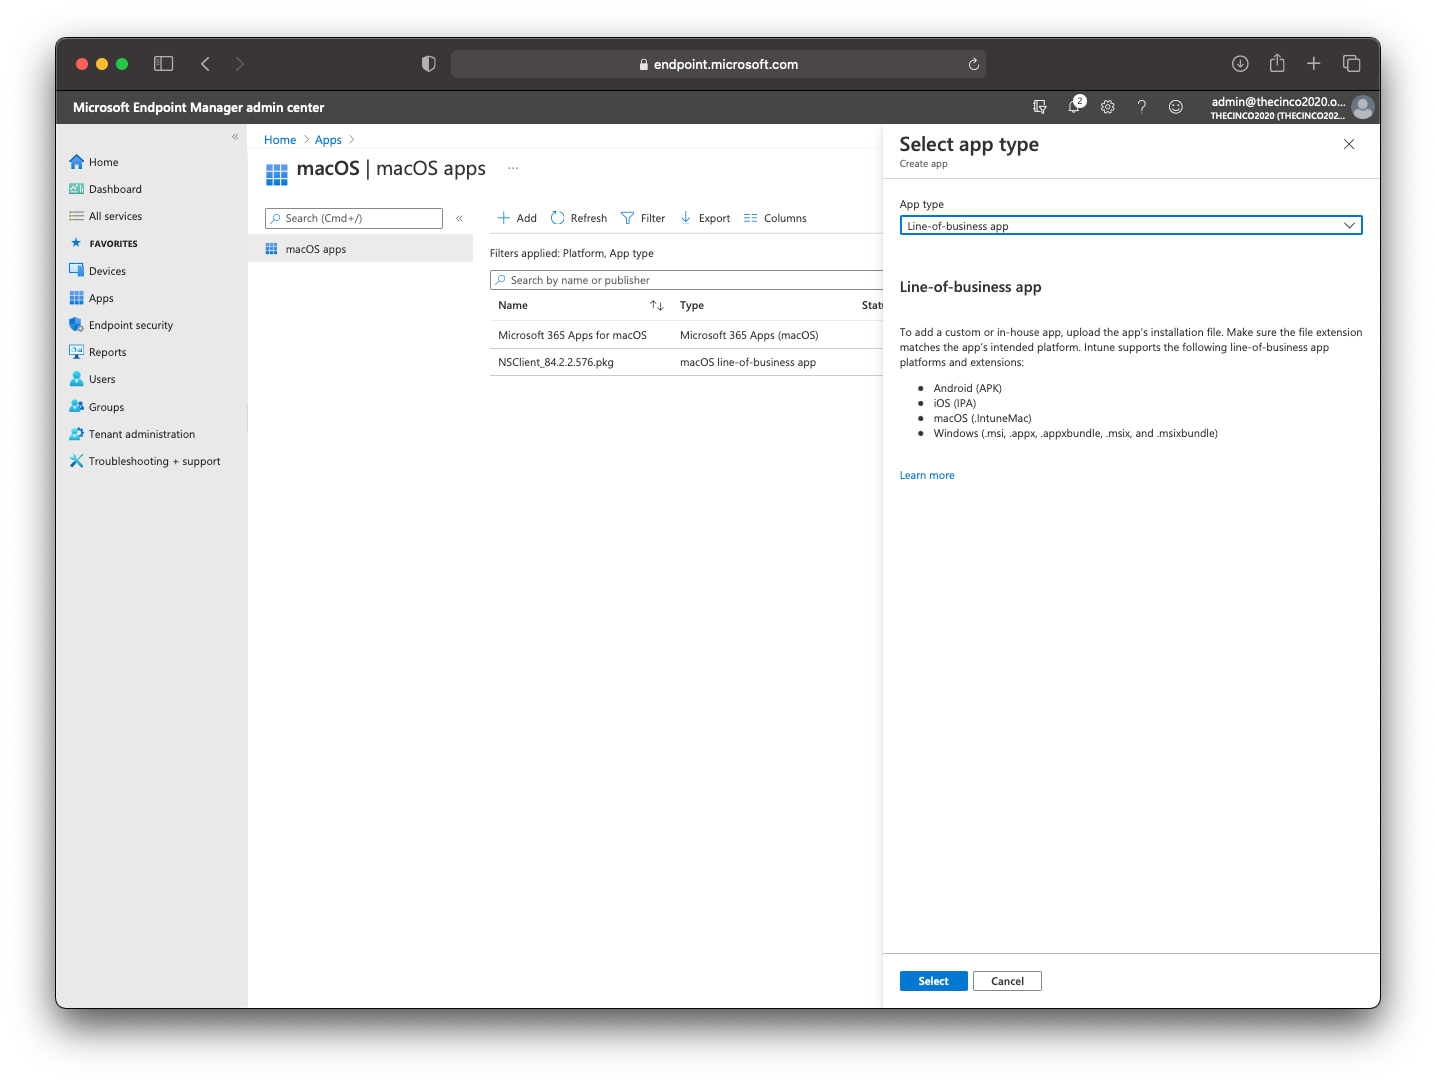 endpoint.microsoft.com
Microsoft Endpoint Manager admin center
2
admin@thecinco2020.o...
THECINCO2020 (THECINCO202...
Home
Dashboard
All services
FAVORITES
Devices
Apps
Endpoint security
Reports
Users
Groups
Tenant administration
Troubleshooting + support
Home > Apps >
macOS | macOS apps
...
Search (Cmd+/)
macOS apps
Add Refresh Filter Export Columns
Filters applied: Platform, App type
Search by name or publisher
Name Type Statu
Microsoft 365 Apps for macOS Microsoft 365 Apps (macOS)
NSClient_84.2.2.576.pkg macOS line-of-business app
Select app type
Create app
App type
Line-of-business app
Line-of-business app
To add a custom or in-house app, upload the app's installation file. Make sure the file extension
matches the app's intended platform. Intune supports the following line-of-business app
platforms and extensions:
Android (APK)
iOS (IPA)
macOS (.IntuneMac)
Windows (.msi, .appx, .appxbundle, .msix, and .msixbundle)
Learn more
Select Cancel